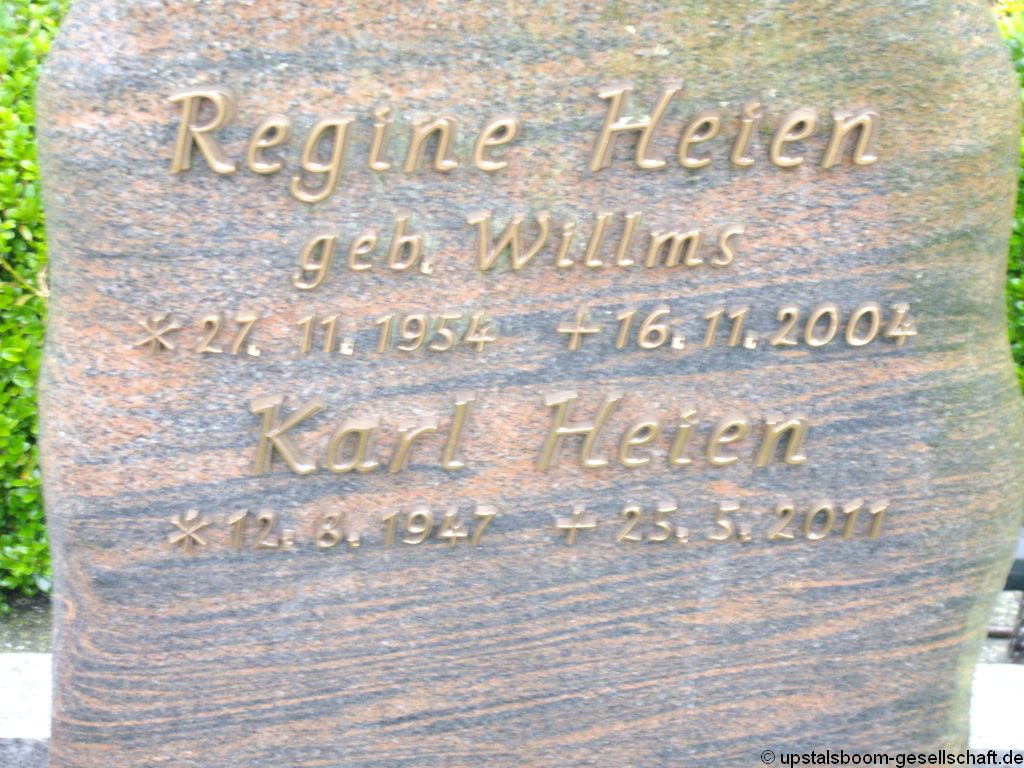 Regine Heien
geb. Willms
* 27. 11. 1954 + 16. 11. 2004
Karl Heien
* 12. 8. 1947 + 25. 5. 2011
© upstalsboom-gesellschaft.de